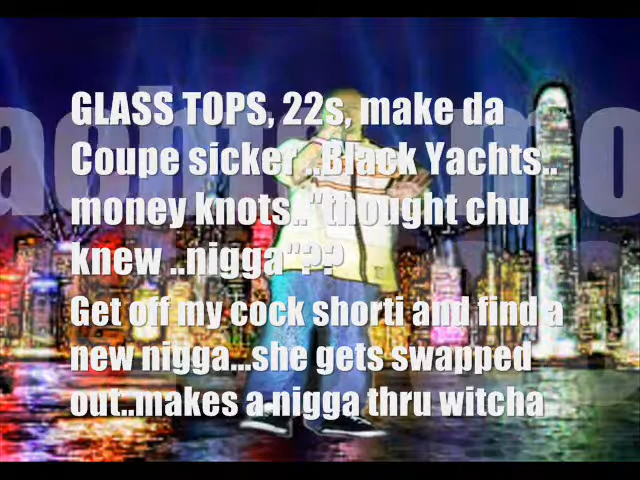 GLASS TOPS, 22s, make da
Coupe sicker ..Black Yachts..
money knots.."thought chu
knew ..nigga"??
Get off my cock shorti and find a
new nigga...she gets swapped
out..makes a nigga thru witcha